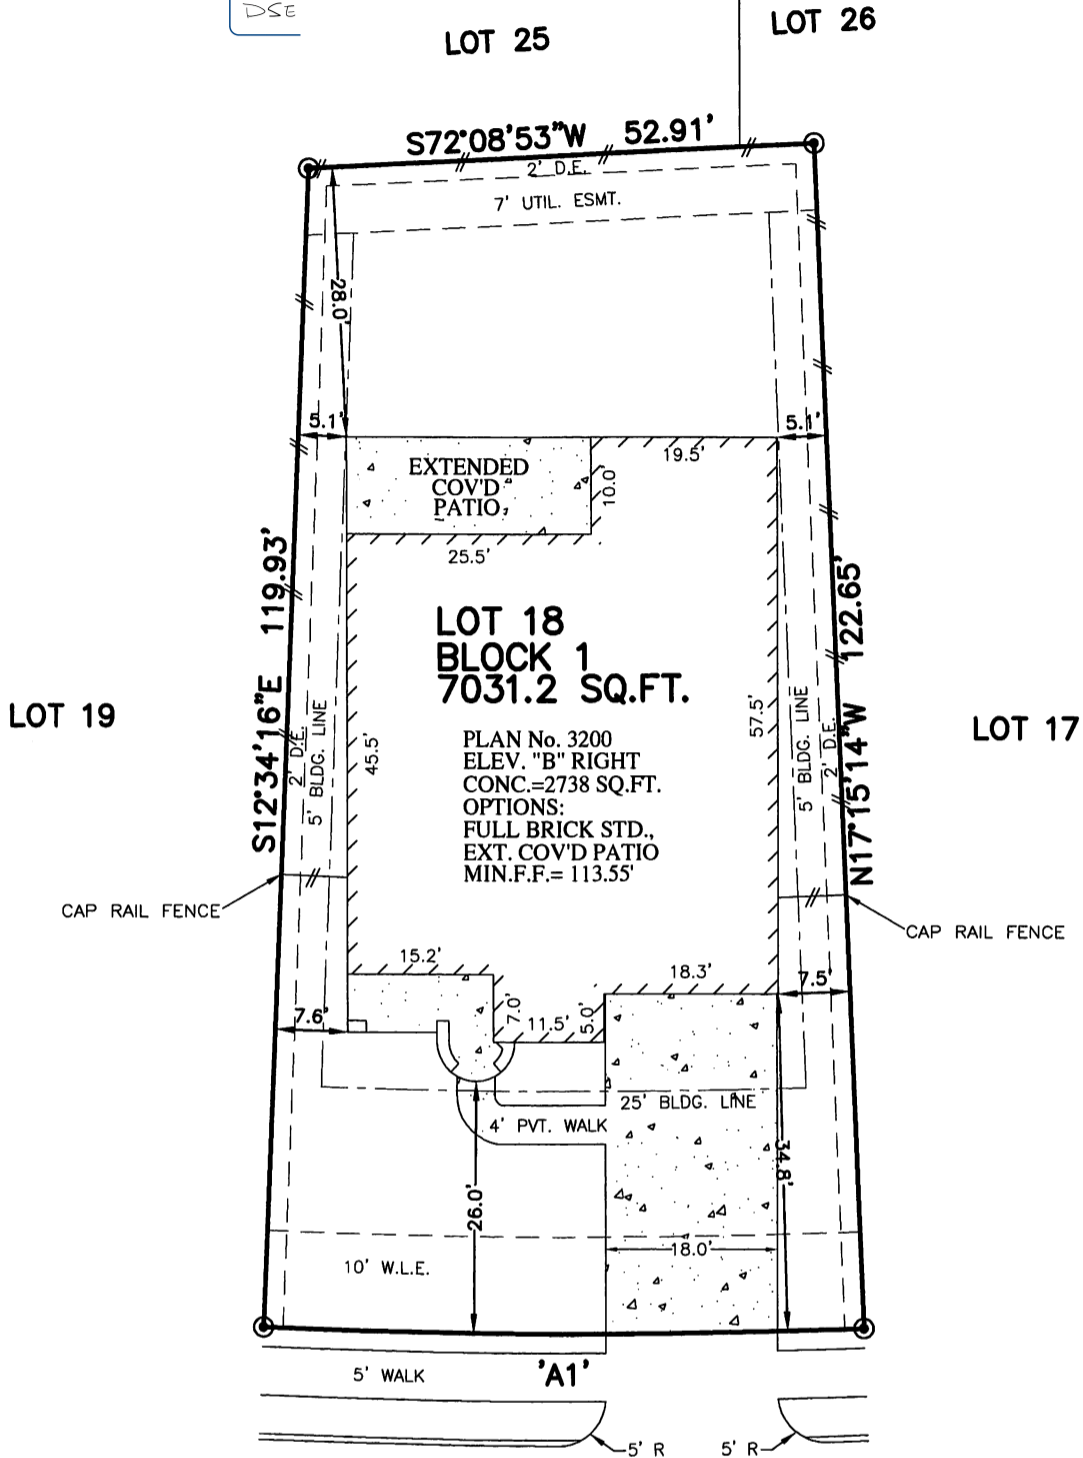 DSE
LOT 25
LOT 26
S72°08'53"W 52.91'
2' D.E.
7' UTIL. ESMT.
28.0'
5.1'
5.1'
EXTENDED
COV'D
PATIO
19.5'
10.0'
25.5'
S12°34'16"E 119.93'
N17°15'14"W 122.65'
LOT 18
BLOCK 1
7031.2 SQ.FT.
LOT 19
LOT 17
2' D.E.
5' BLDG. LINE
45.5'
57.5'
5' BLDG. LINE
2' D.E.
PLAN No. 3200
ELEV. "B" RIGHT
CONC.=2738 SQ.FT.
OPTIONS:
FULL BRICK STD.,
EXT. COV'D PATIO
MIN.F.F.= 113.55'
CAP RAIL FENCE
CAP RAIL FENCE
15.2'
18.3'
7.5'
7.6'
7.0'
11.5'
5.0'
25' BLDG. LINE
4' PVT. WALK
34.8'
26.0'
18.0'
10' W.L.E.
5' WALK
'A1'
5' R
5' R